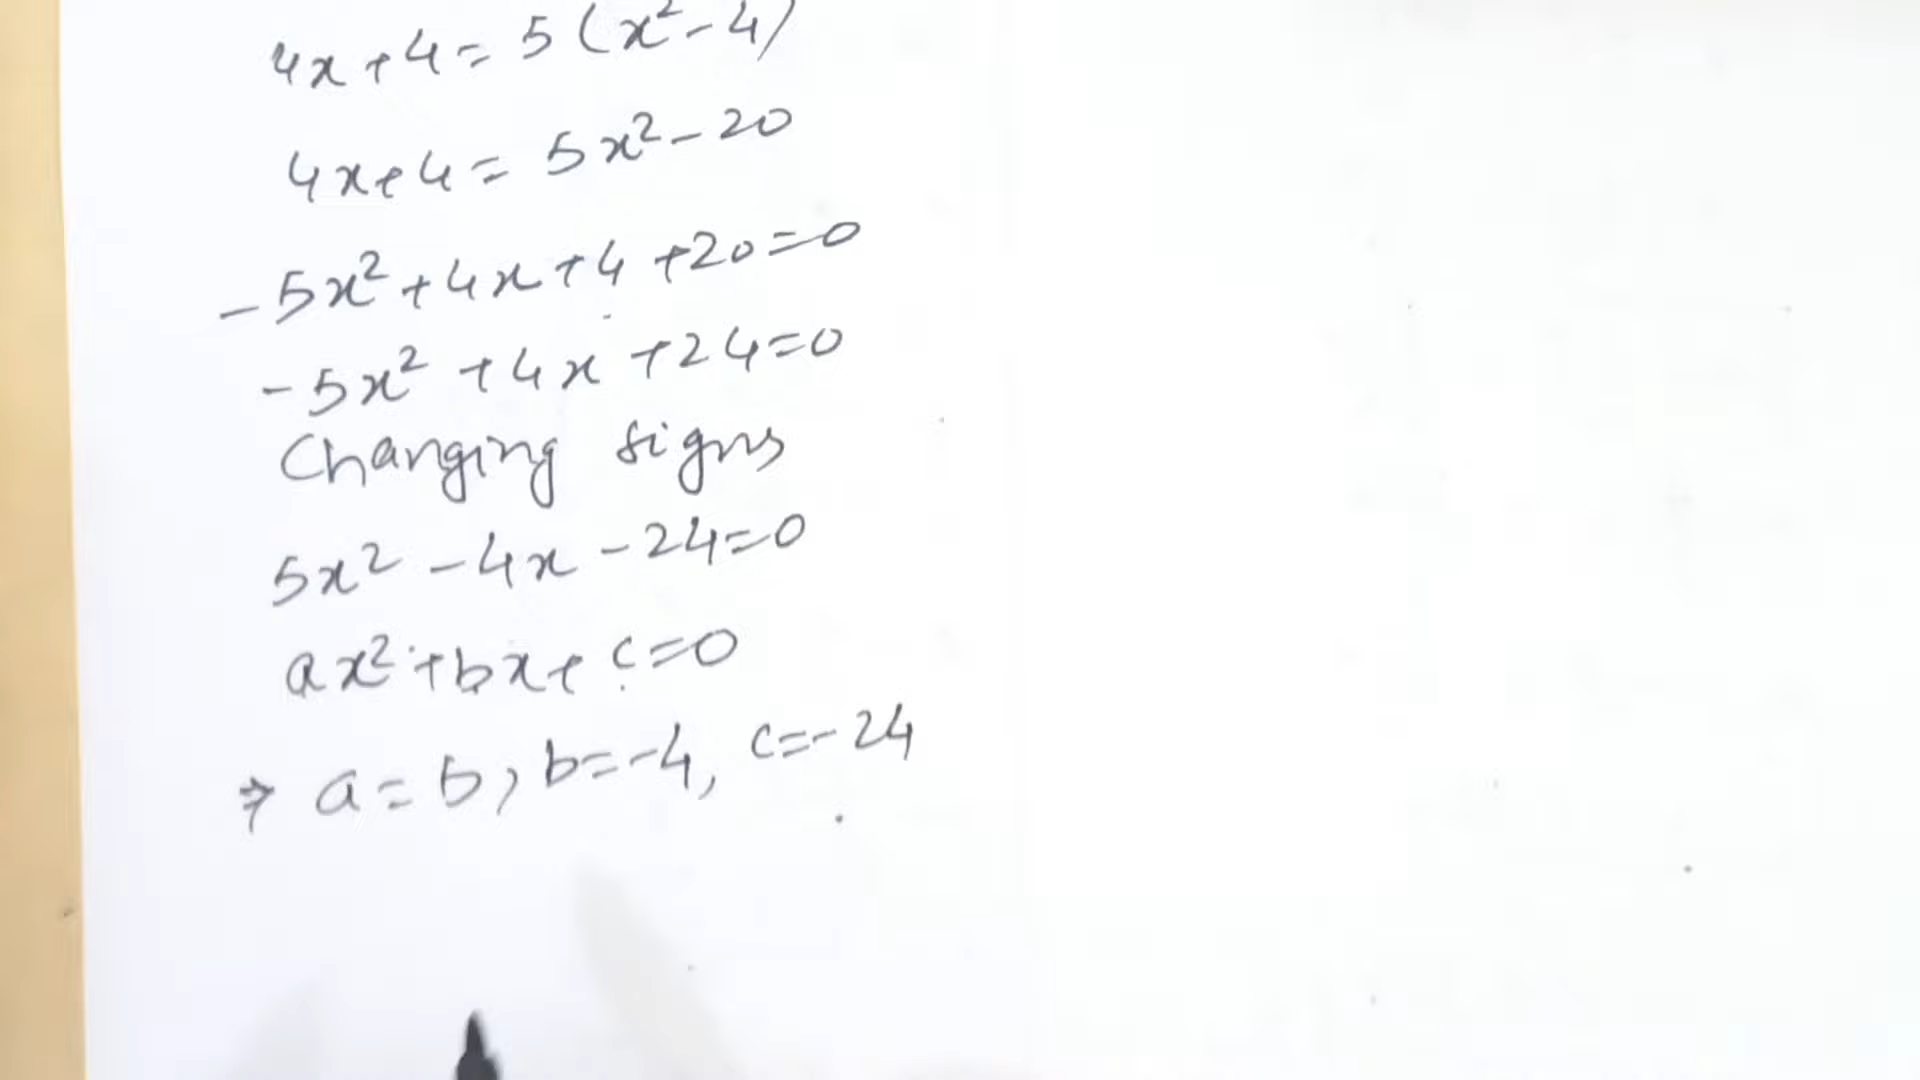 4x+4= 5(x²-4)
4x+4= 5x²-20
-5x²+4x+4+20=0
-5x²+4x+24=0
Changing signs
5x²-4x-24=0
ax²+bx+c=0
⇒ a=5, b=-4, c=-24